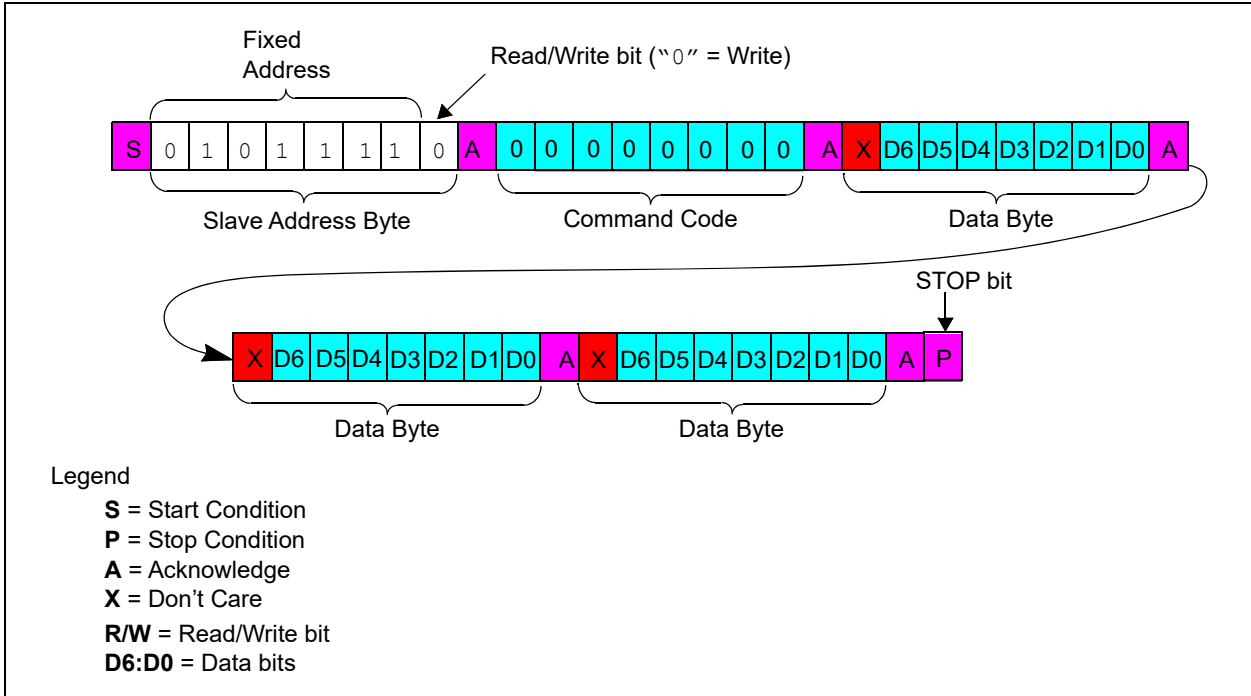 Fixed
Address
Read/Write bit (“0” = Write)
S 0 1 0 1 1 1 1 0 A 0 0 0 0 0 0 0 0 A X D6 D5 D4 D3 D2 D1 D0 A
Slave Address Byte Command Code Data Byte
STOP bit
X D6 D5 D4 D3 D2 D1 D0 A X D6 D5 D4 D3 D2 D1 D0 A P
Data Byte Data Byte
Legend
S = Start Condition
P = Stop Condition
A = Acknowledge
X = Don’t Care
R/W = Read/Write bit
D6:D0 = Data bits